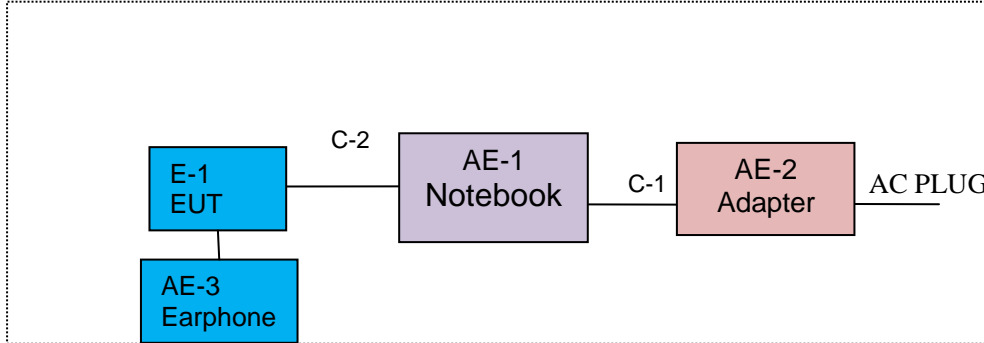 C-2
E-1
EUT
AE-1
Notebook
C-1
AE-2
Adapter
AC PLUG
AE-3
Earphone